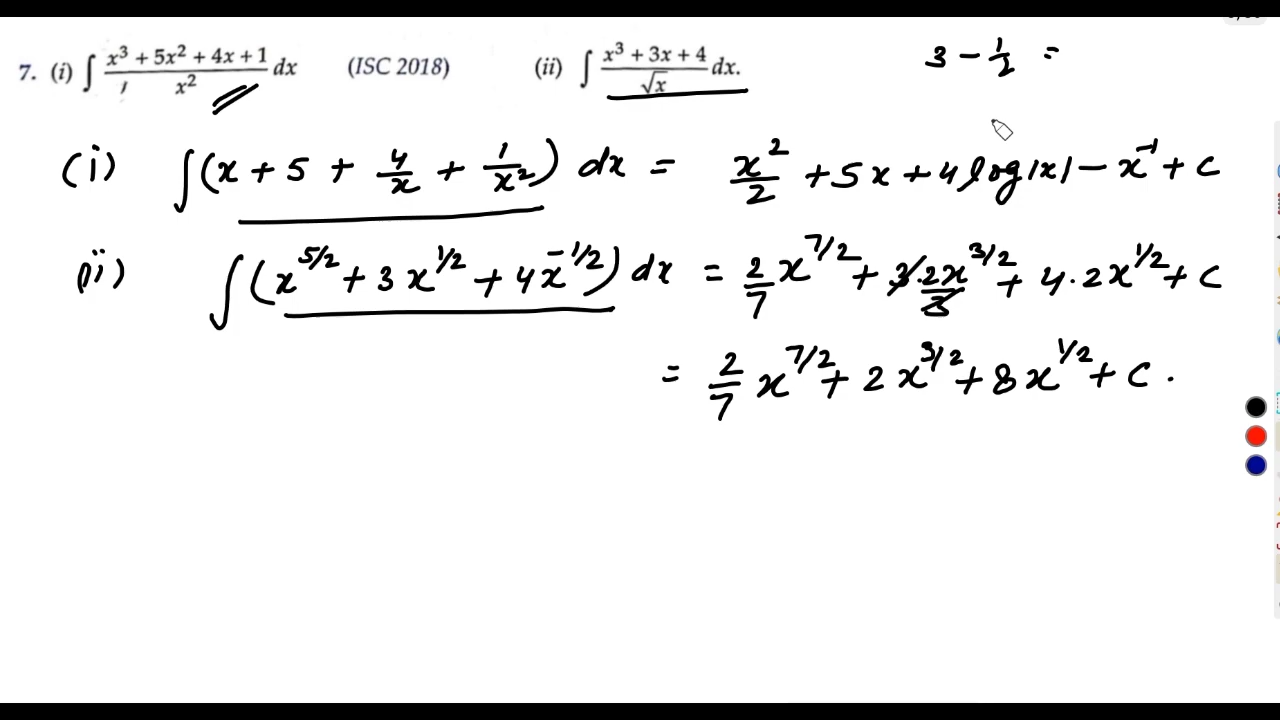 7. (i) ∫ (x³ + 5x² + 4x + 1)/x² dx (ISC 2018) (ii) ∫ (x³ + 3x + 4)/√x dx.
3 - 1/2 =
(i) ∫(x + 5 + 4/x + 1/x²) dx = x²/2 + 5x + 4 log|x| - x⁻¹ + c
(ii) ∫(x^5/2 + 3x^1/2 + 4x^-1/2) dx = 2/7 x^7/2 + 3·2x^3/2/3 + 4·2x^1/2 + c
= 2/7 x^7/2 + 2x^3/2 + 8x^1/2 + c.